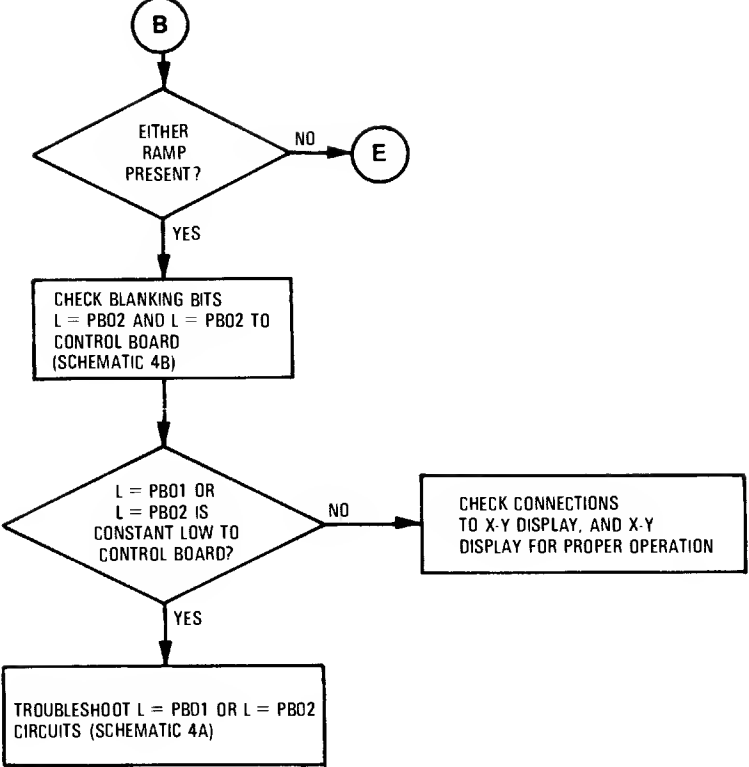 B
EITHER
RAMP
PRESENT?
NO
E
YES
CHECK BLANKING BITS
L = PB02 AND L = PB02 TO
CONTROL BOARD
(SCHEMATIC 4B)
L = PB01 OR
L = PB02 IS
CONSTANT LOW TO
CONTROL BOARD?
NO
CHECK CONNECTIONS
TO X-Y DISPLAY, AND X-Y
DISPLAY FOR PROPER OPERATION
YES
TROUBLESHOOT L = PB01 OR L = PB02
CIRCUITS (SCHEMATIC 4A)